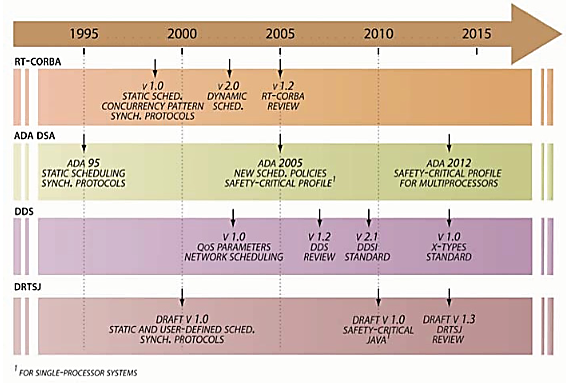 1995 2000 2005 2010 2015
RT-CORBA
V 1.0 V 2.0 V 1.2
STATIC SCHED. DYNAMIC RT-CORBA
CONCURRENCY PATTERN SCHED. REVIEW
SYNCH. PROTOCOLS
ADA DSA
ADA 95 ADA 2005 ADA 2012
STATIC SCHEDULING NEW SCHED. POLICIES SAFETY-CRITICAL PROFILE
SYNCH. PROTOCOLS SAFETY-CRITICAL PROFILE¹ FOR MULTIPROCESSORS
DDS
V 1.0 V 1.2 V 2.1 V 1.0
QOS PARAMETERS DDS DDSI X-TYPES
NETWORK SCHEDULING REVIEW STANDARD STANDARD
DRTSJ
DRAFT V 1.0 DRAFT V 1.0 DRAFT V 1.3
STATIC AND USER-DEFINED SCHED. SAFETY-CRITICAL DRTSJ
SYNCH. PROTOCOLS JAVA¹ REVIEW
¹ FOR SINGLE-PROCESSOR SYSTEMS